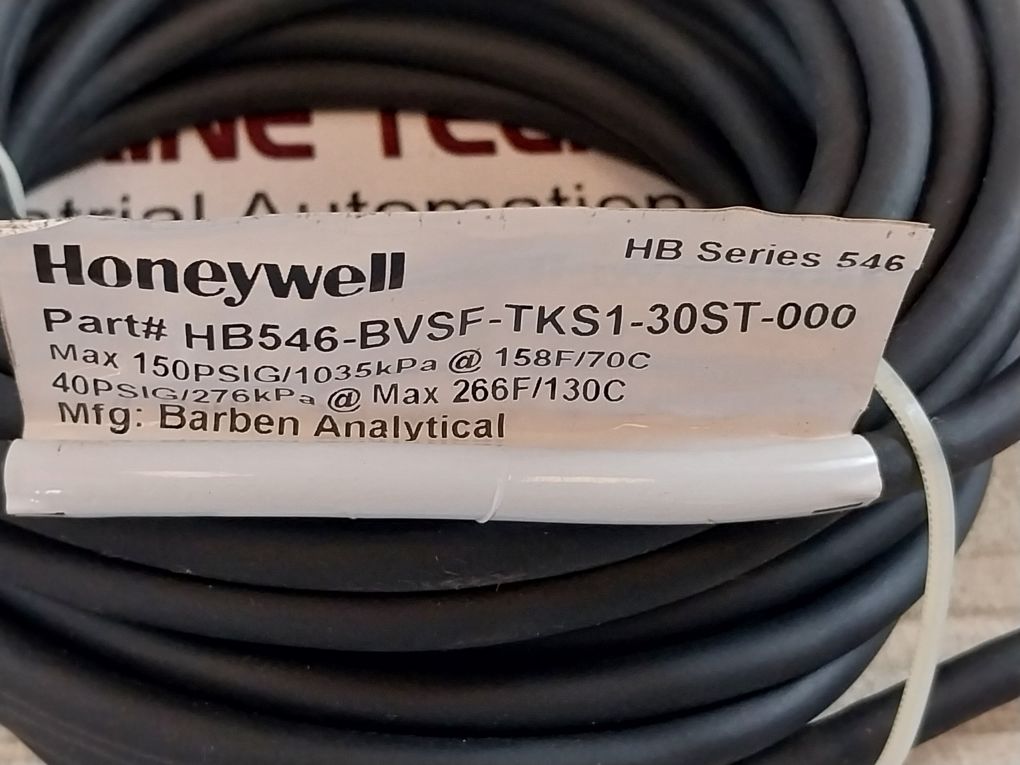 Automation
Honeywell
HB Series 546
Part# HB546-BVSF-TKS1-30ST-000
Max 150PSIG/1035kPa @ 158F/70C
40PSIG/276kPa @ Max 266F/130C
Mfg: Barben Analytical